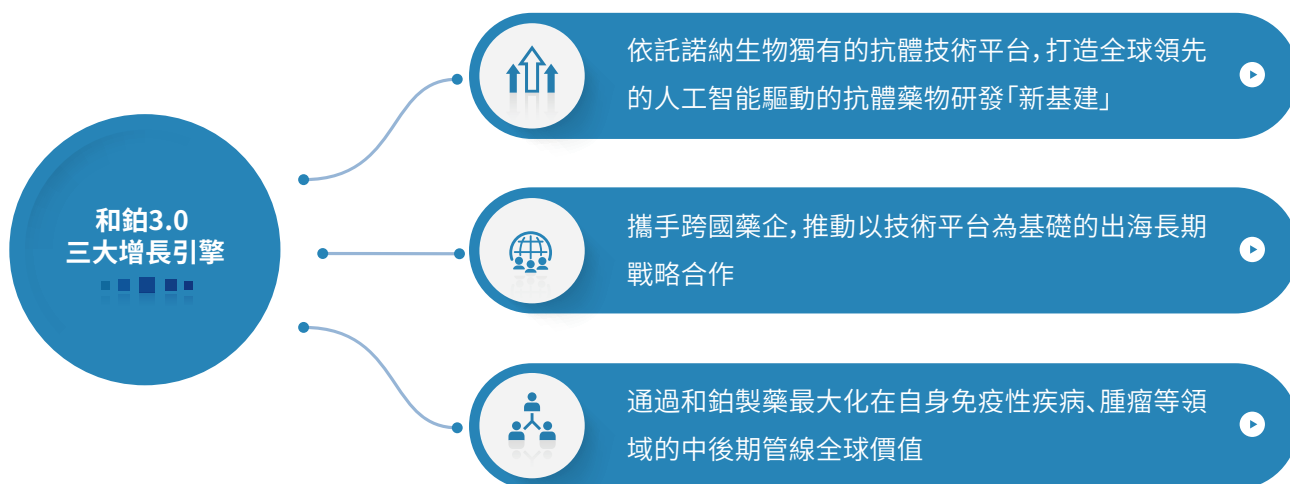 和鉑3.0
三大增長引擎
依託諾納生物獨有的抗體技術平台，打造全球領先
的人工智能驅動的抗體藥物研發「新基建」
攜手跨國藥企，推動以技術平台為基礎的出海長期
戰略合作
通過和鉑製藥最大化在自身免疫性疾病、腫瘤等領
域的中後期管線全球價值